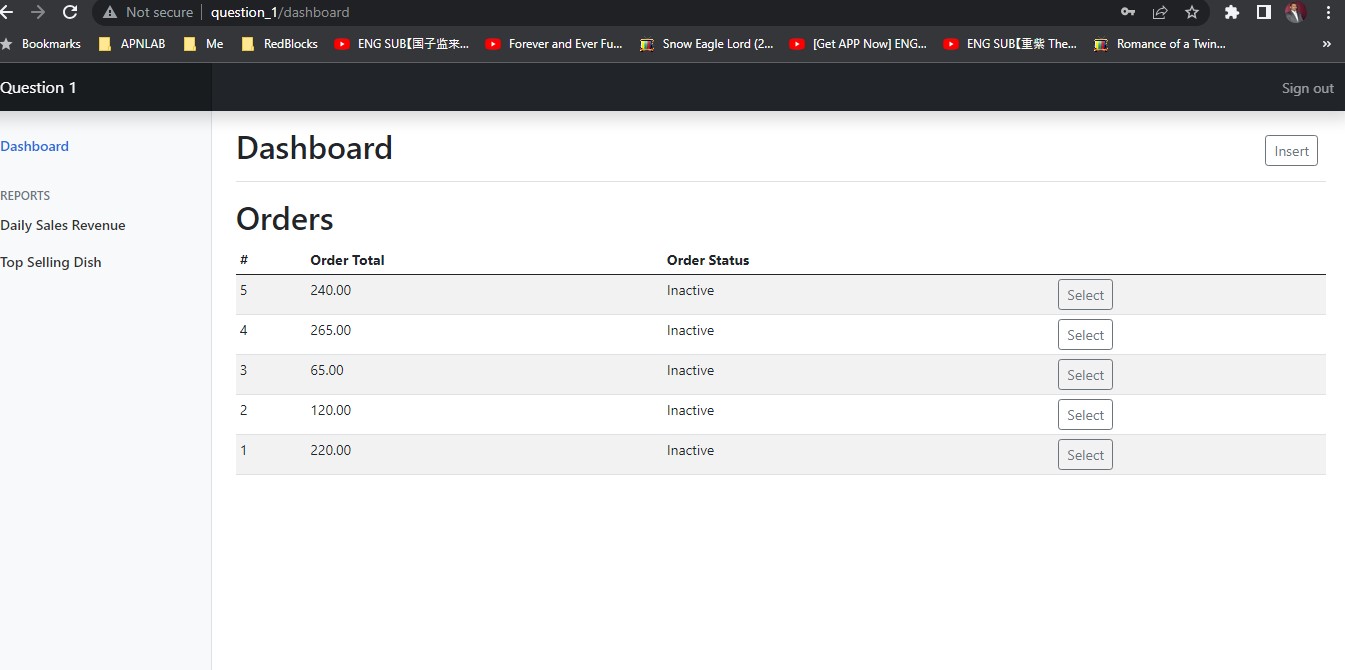 Not secure question_1/dashboard
Bookmarks APNLAB Me RedBlocks ENG SUB【国子监来... Forever and Ever Fu... Snow Eagle Lord (2... [Get APP Now] ENG... ENG SUB【重紫 The... Romance of a Twin... »
Question 1 Sign out
Dashboard
REPORTS
Daily Sales Revenue
Top Selling Dish
Dashboard Insert
Orders
# Order Total Order Status
5 240.00 Inactive Select
4 265.00 Inactive Select
3 65.00 Inactive Select
2 120.00 Inactive Select
1 220.00 Inactive Select